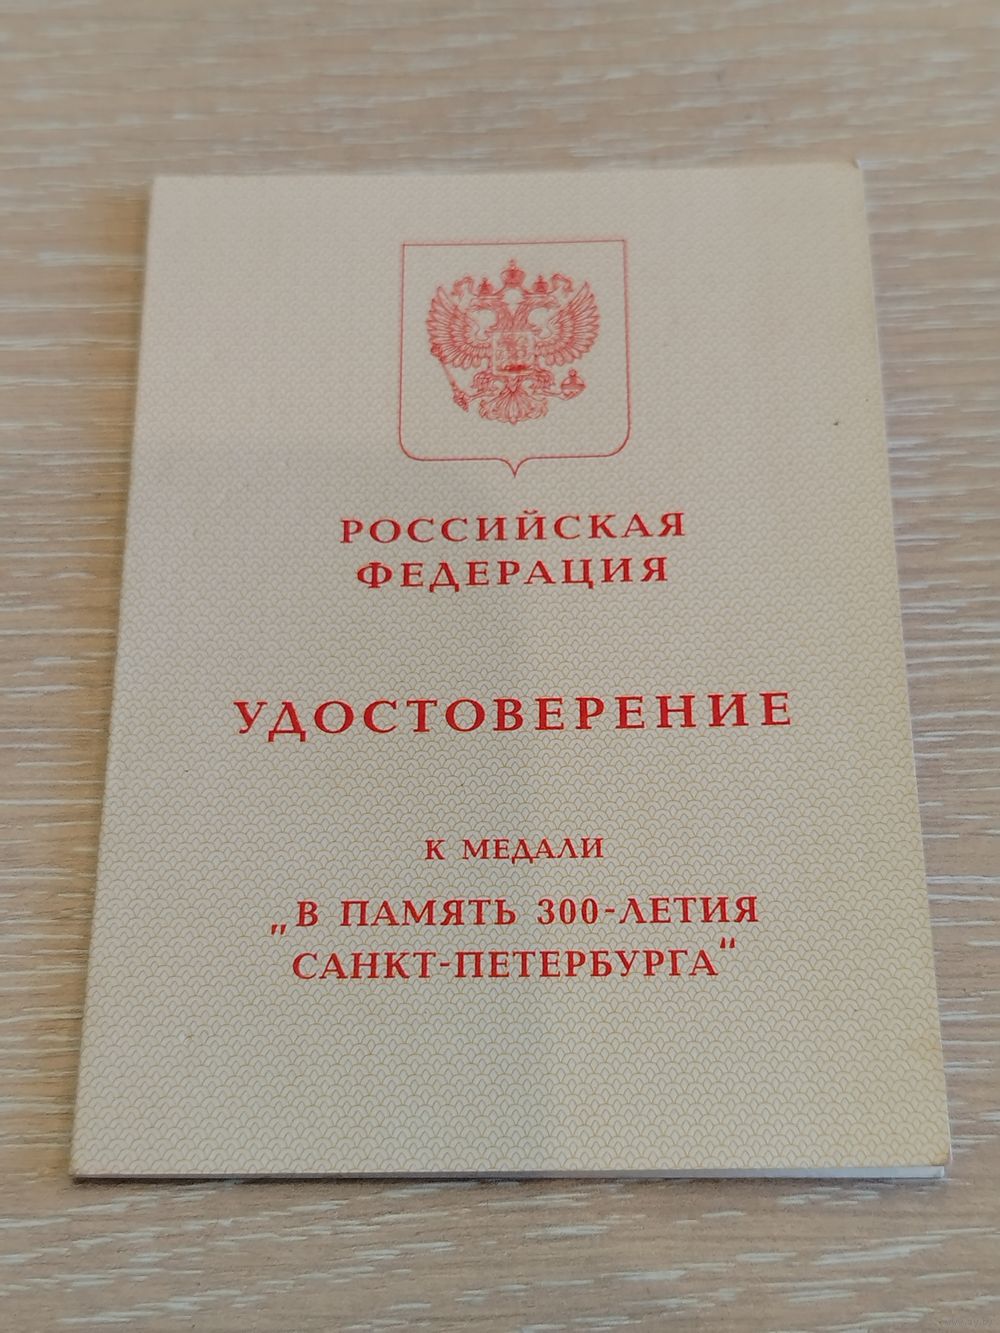 РОССИЙСКАЯ
ФЕДЕРАЦИЯ
УДОСТОВЕРЕНИЕ
К МЕДАЛИ
„В ПАМЯТЬ 300-ЛЕТИЯ
САНКТ-ПЕТЕРБУРГА“